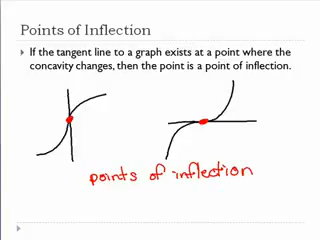 Points of Inflection
If the tangent line to a graph exists at a point where the
concavity changes, then the point is a point of inflection.
points of inflection